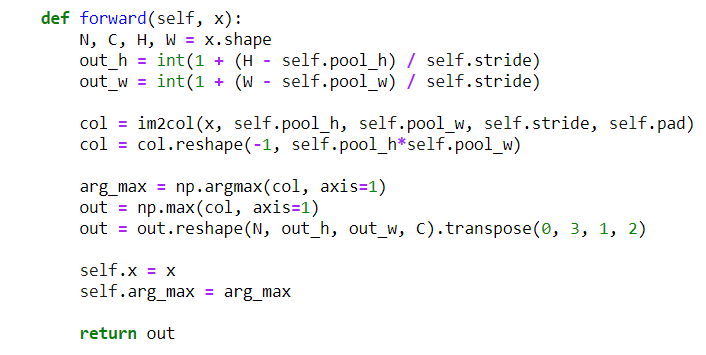 def forward(self, x):
    N, C, H, W = x.shape
    out_h = int(1 + (H - self.pool_h) / self.stride)
    out_w = int(1 + (W - self.pool_w) / self.stride)

    col = im2col(x, self.pool_h, self.pool_w, self.stride, self.pad)
    col = col.reshape(-1, self.pool_h*self.pool_w)

    arg_max = np.argmax(col, axis=1)
    out = np.max(col, axis=1)
    out = out.reshape(N, out_h, out_w, C).transpose(0, 3, 1, 2)

    self.x = x
    self.arg_max = arg_max

    return out